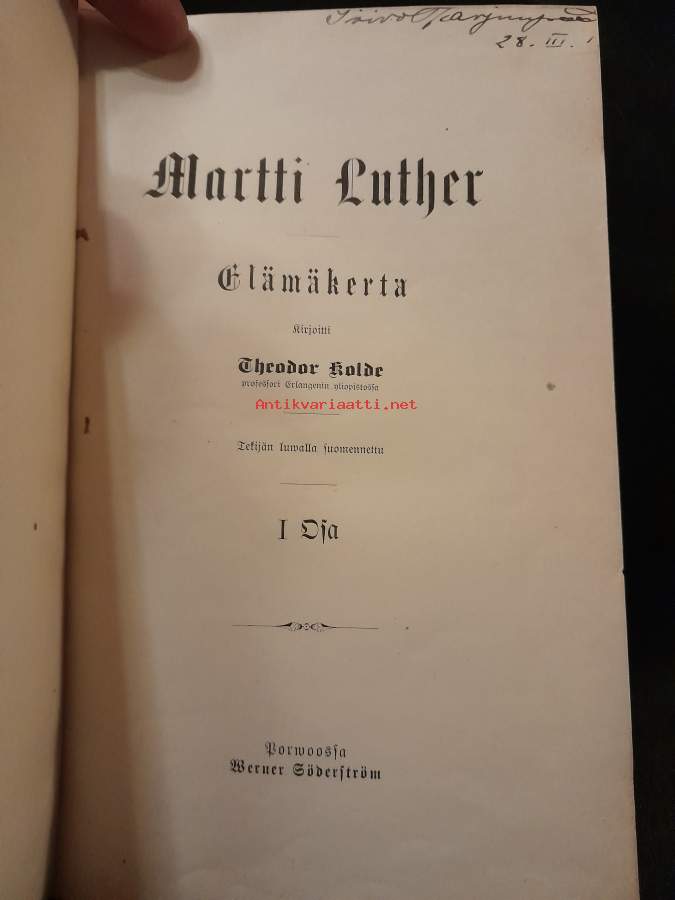 28. III.
Martti Luther
Elämäkerta
Kirjoitti
Theodor Kolde
professori Erlangenin yliopistossa
Antikvariaatti.net
Tekijän luwalla suomennettu
I Osa
Porwoossa
Werner Söderström